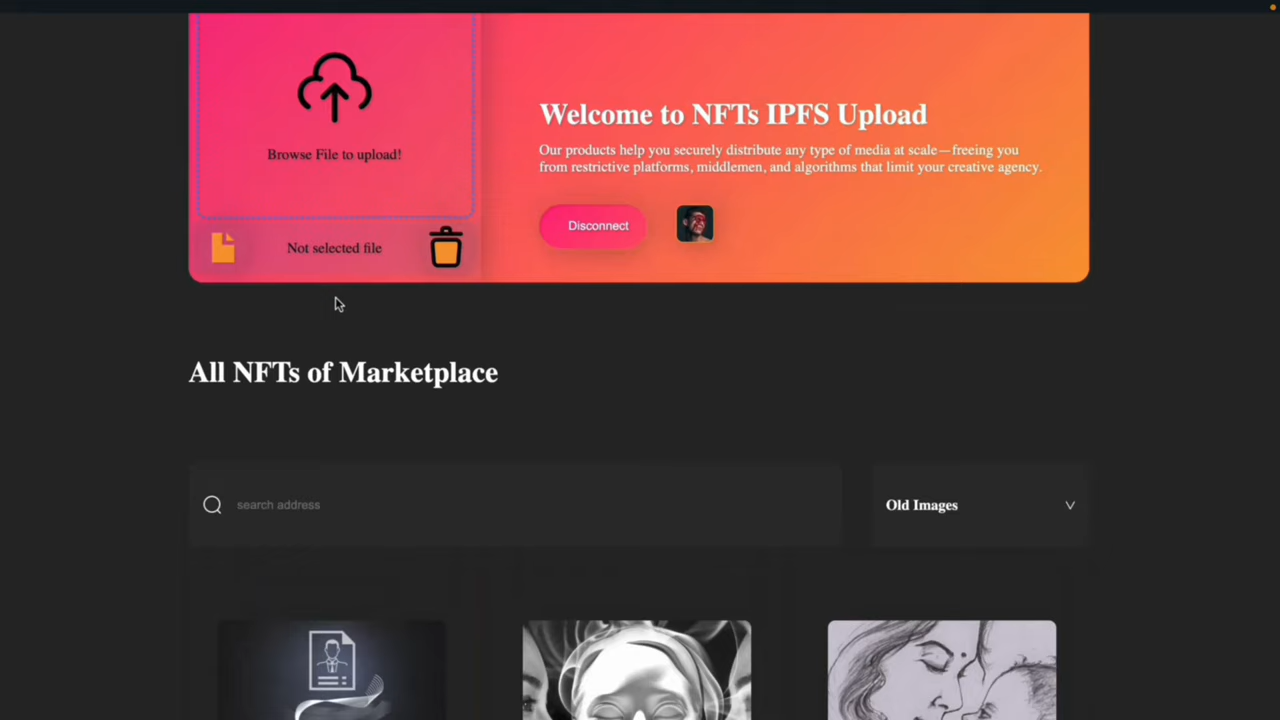 Browse File to upload!
Not selected file
Welcome to NFTs IPFS Upload
Our products help you securely distribute any type of media at scale—freeing you
from restrictive platforms, middlemen, and algorithms that limit your creative agency.
Disconnect
All NFTs of Marketplace
search address
Old Images